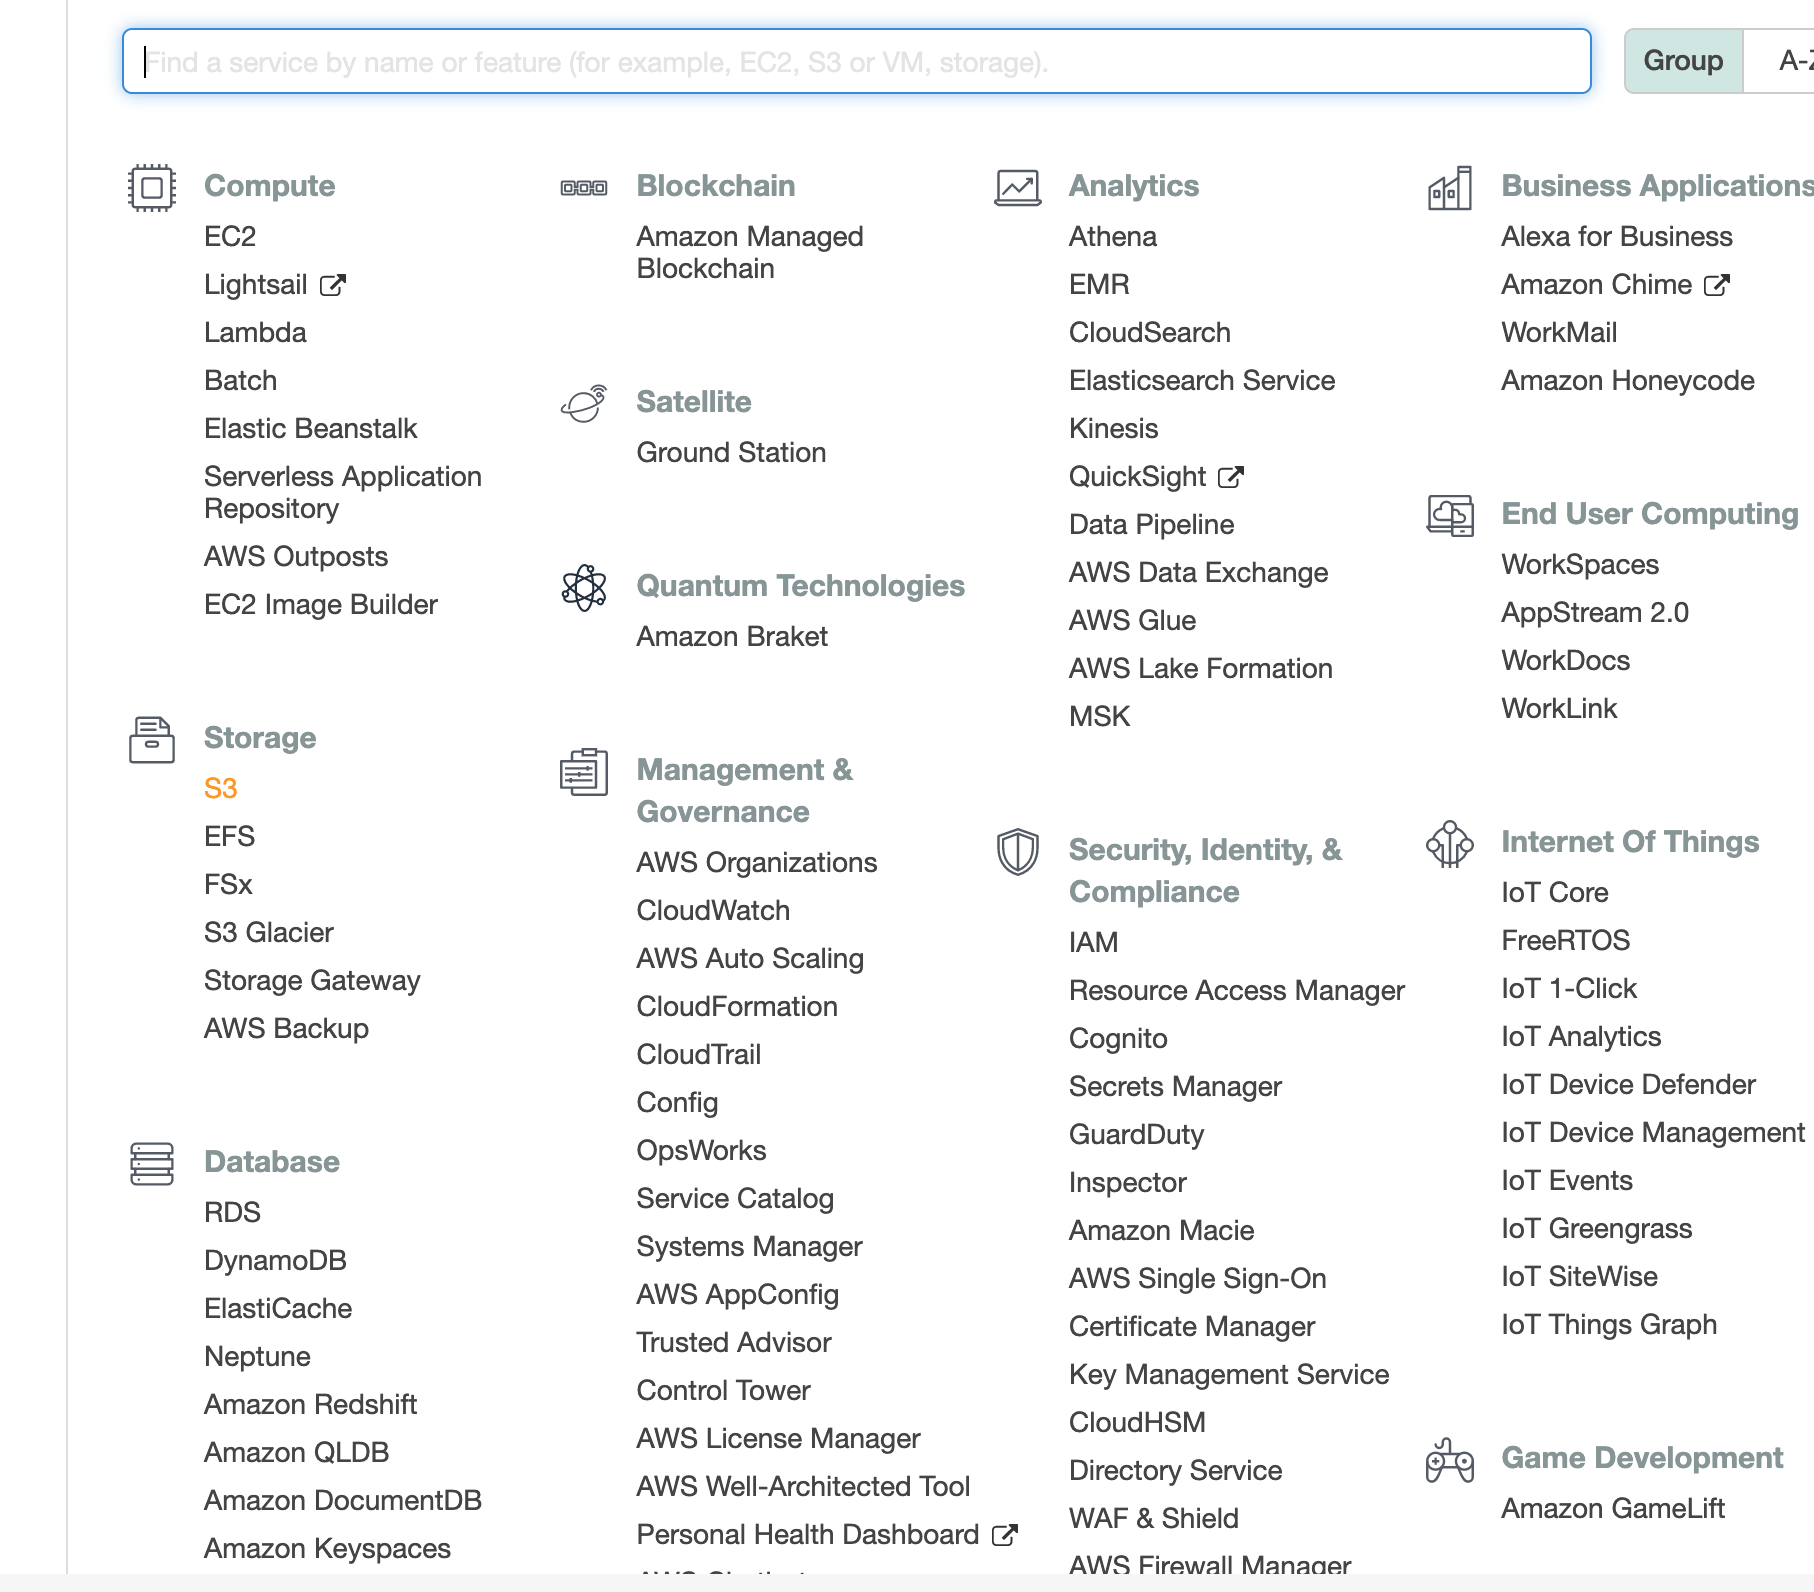 Find a service by name or feature (for example, EC2, S3 or VM, storage).
Group
Compute
EC2
Lightsail
Lambda
Batch
Elastic Beanstalk
Serverless Application
Repository
AWS Outposts
EC2 Image Builder
Storage
S3
EFS
FSx
S3 Glacier
Storage Gateway
AWS Backup
Database
RDS
DynamoDB
ElastiCache
Neptune
Amazon Redshift
Amazon QLDB
Amazon DocumentDB
Amazon Keyspaces
Blockchain
Amazon Managed
Blockchain
Satellite
Ground Station
Quantum Technologies
Amazon Braket
Management &
Governance
AWS Organizations
CloudWatch
AWS Auto Scaling
CloudFormation
CloudTrail
Config
OpsWorks
Service Catalog
Systems Manager
AWS AppConfig
Trusted Advisor
Control Tower
AWS License Manager
AWS Well-Architected Tool
Personal Health Dashboard
Analytics
Athena
EMR
CloudSearch
Elasticsearch Service
Kinesis
QuickSight
Data Pipeline
AWS Data Exchange
AWS Glue
AWS Lake Formation
MSK
Security, Identity, &
Compliance
IAM
Resource Access Manager
Cognito
Secrets Manager
GuardDuty
Inspector
Amazon Macie
AWS Single Sign-On
Certificate Manager
Key Management Service
CloudHSM
Directory Service
WAF & Shield
AWS Firewall Manager
Business Applications
Alexa for Business
Amazon Chime
WorkMail
Amazon Honeycode
End User Computing
WorkSpaces
AppStream 2.0
WorkDocs
WorkLink
Internet Of Things
IoT Core
FreeRTOS
IoT 1-Click
IoT Analytics
IoT Device Defender
IoT Device Management
IoT Events
IoT Greengrass
IoT SiteWise
IoT Things Graph
Game Development
Amazon GameLift